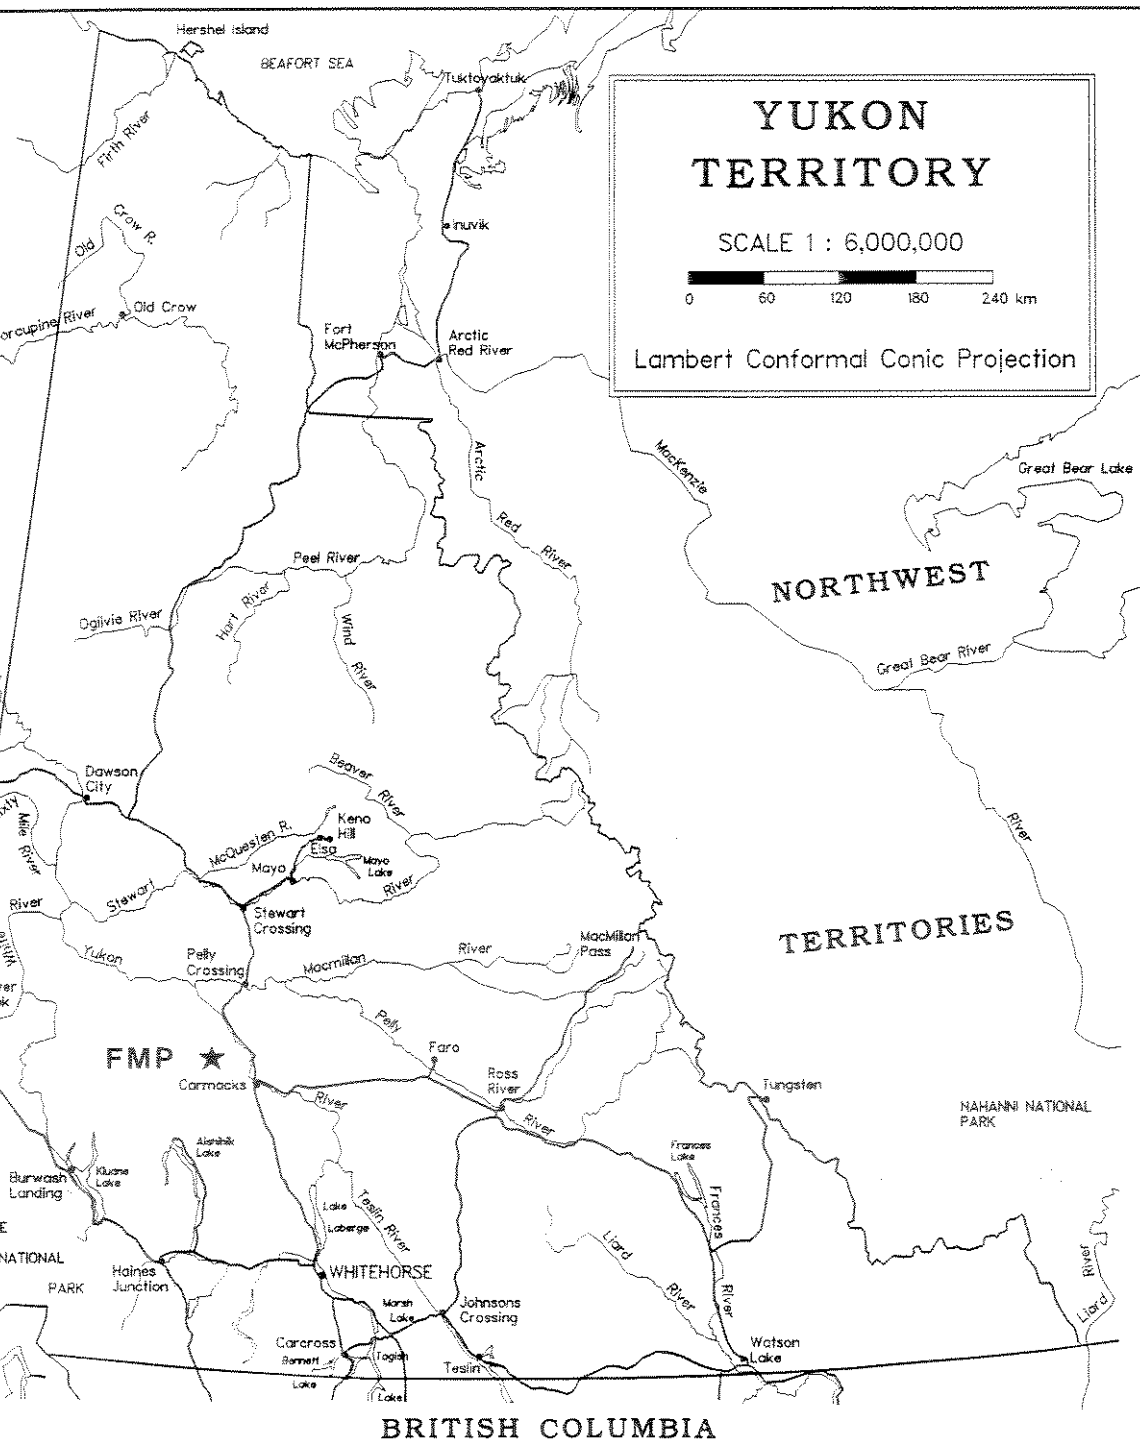 Hershel Island
BEAFORT SEA
Tuktoyaktuk
YUKON
TERRITORY
SCALE 1 : 6,000,000
0 60 120 180 240 km
Lambert Conformal Conic Projection
Firth River
Old Crow R.
Inuvik
orcupine River
Old Crow
Fort
McPherson
Arctic
Red River
Arctic Red River
MacKenzie
Great Bear Lake
Peel River
NORTHWEST
Hart River
Ogilvie River
Wind River
Great Bear River
Dawson
City
Beaver River
River
ixty Mile River
McQuesten R.
Keno
Hill
Elsa
Mayo
Mayo
Lake
River
Stewart
River
Stewart
Crossing
TERRITORIES
White
Yukon
Pelly
Crossing
Macmillan River
MacMillan
Pass
ver
ek
Pelly
FMP
Faro
Carmacks
Ross
River
River
River
Tungsten
NAHANNI NATIONAL
PARK
Aishihik
Lake
Frances
Lake
Burwash
Landing
Kluane
Lake
Lake
Laberge
Teslin River
Frances
River
E
NATIONAL
PARK
Haines
Junction
WHITEHORSE
Liard River
Liard River
Marsh
Lake
Johnsons
Crossing
Carcross
Bennett
Lake
Tagish
Lake
Teslin
Watson
Lake
BRITISH COLUMBIA